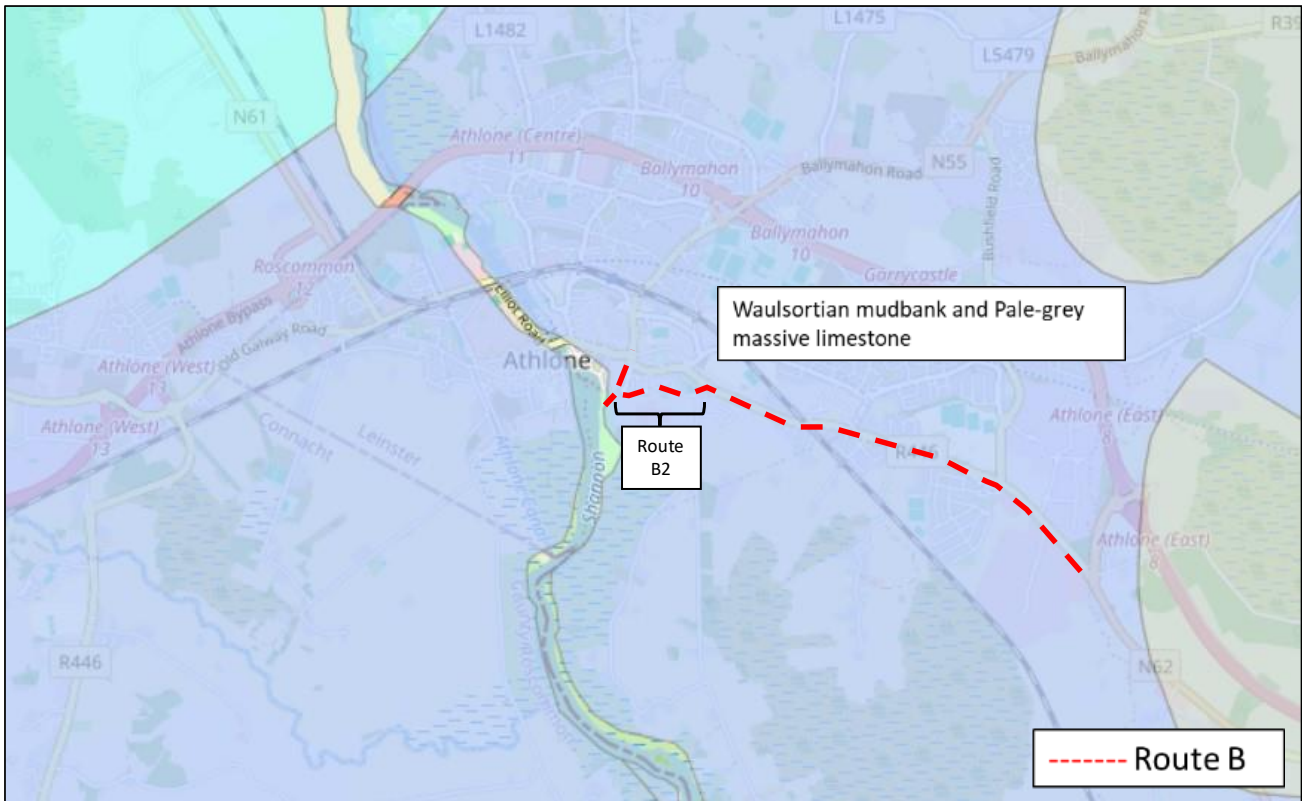 L1482
L1475
R39
L5479
Ballymahon
N61
Athlone (Centre)
11
Ballymahon
10
Ballymahon Road
N55
Bushfield Road
Ballymahon
10
Garrycastle
Roscommon
12
Athlone Bypass
Elliot Road
Waulsortian mudbank and Pale-grey
massive limestone
Old Galway Road
Athlone (West)
13
Athlone
Athlone (West)
13
Athlone (East)
8
Connacht
Leinster
Route
B2
R446
Shannon
Athlone (East)
8
R446
N62
Route B